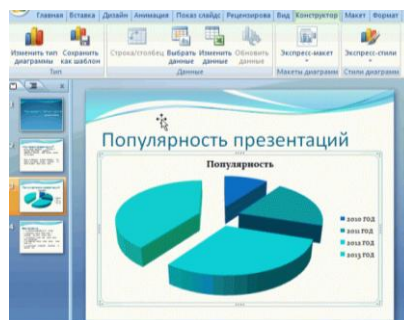 Главная Вставка Дизайн Анимация Показ слайдс Рецензирова Вид Конструктор Макет Формат
Изменить тип диаграммы Сохранить как шаблон Строка/столбец Выбрать данные Изменить данные Обновить данные Экспресс-макет Экспресс-стили
Тип Данные Макеты диаграмм Стили диаграмм
Популярность презентаций
Популярность
2010 год
2011 год
2012 год
2013 год